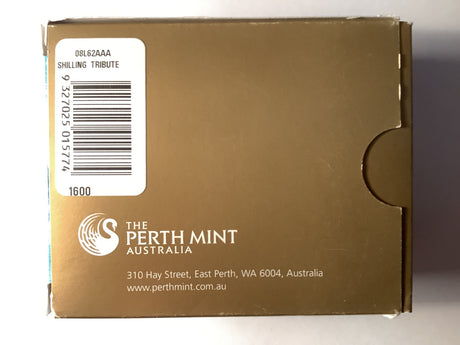 08L62AAA
SHILLING TRIBUTE
9 327025 015774
1600
THE
PERTH MINT
AUSTRALIA
310 Hay Street, East Perth, WA 6004, Australia
www.perthmint.com.au